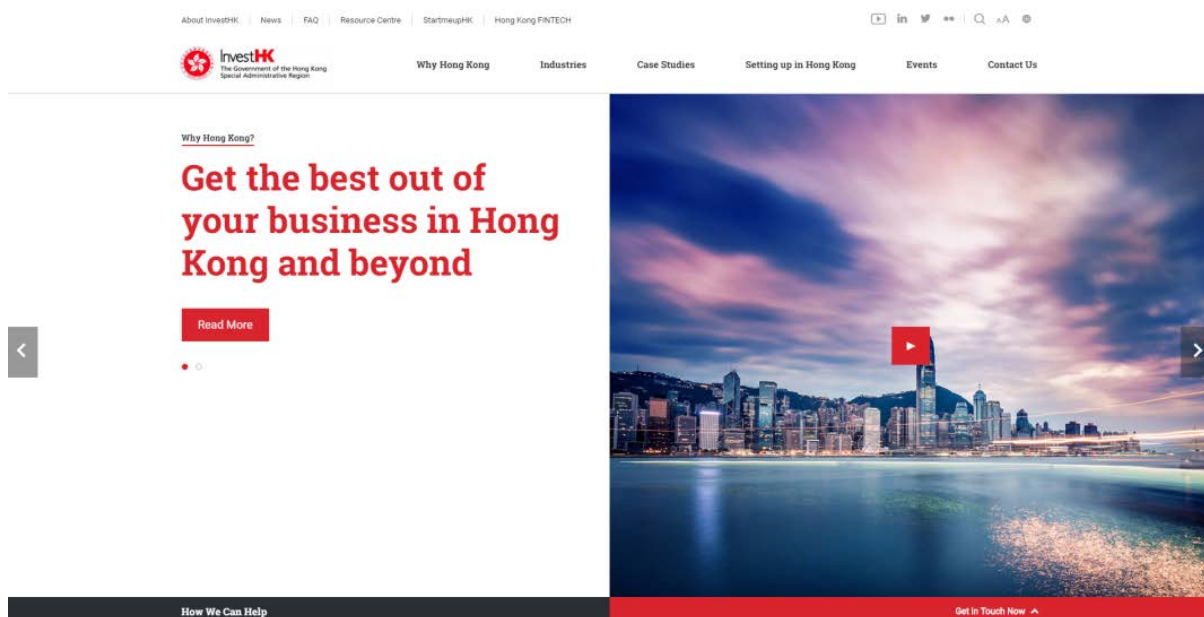 About InvestHK News FAQ Resource Centre StartmeupHK Hong Kong FINTECH
InvestHK
The Government of the Hong Kong
Special Administrative Region
Why Hong Kong Industries Case Studies Setting up in Hong Kong Events Contact Us
Why Hong Kong?
Get the best out of
your business in Hong
Kong and beyond
Read More
How We Can Help
Get In Touch Now